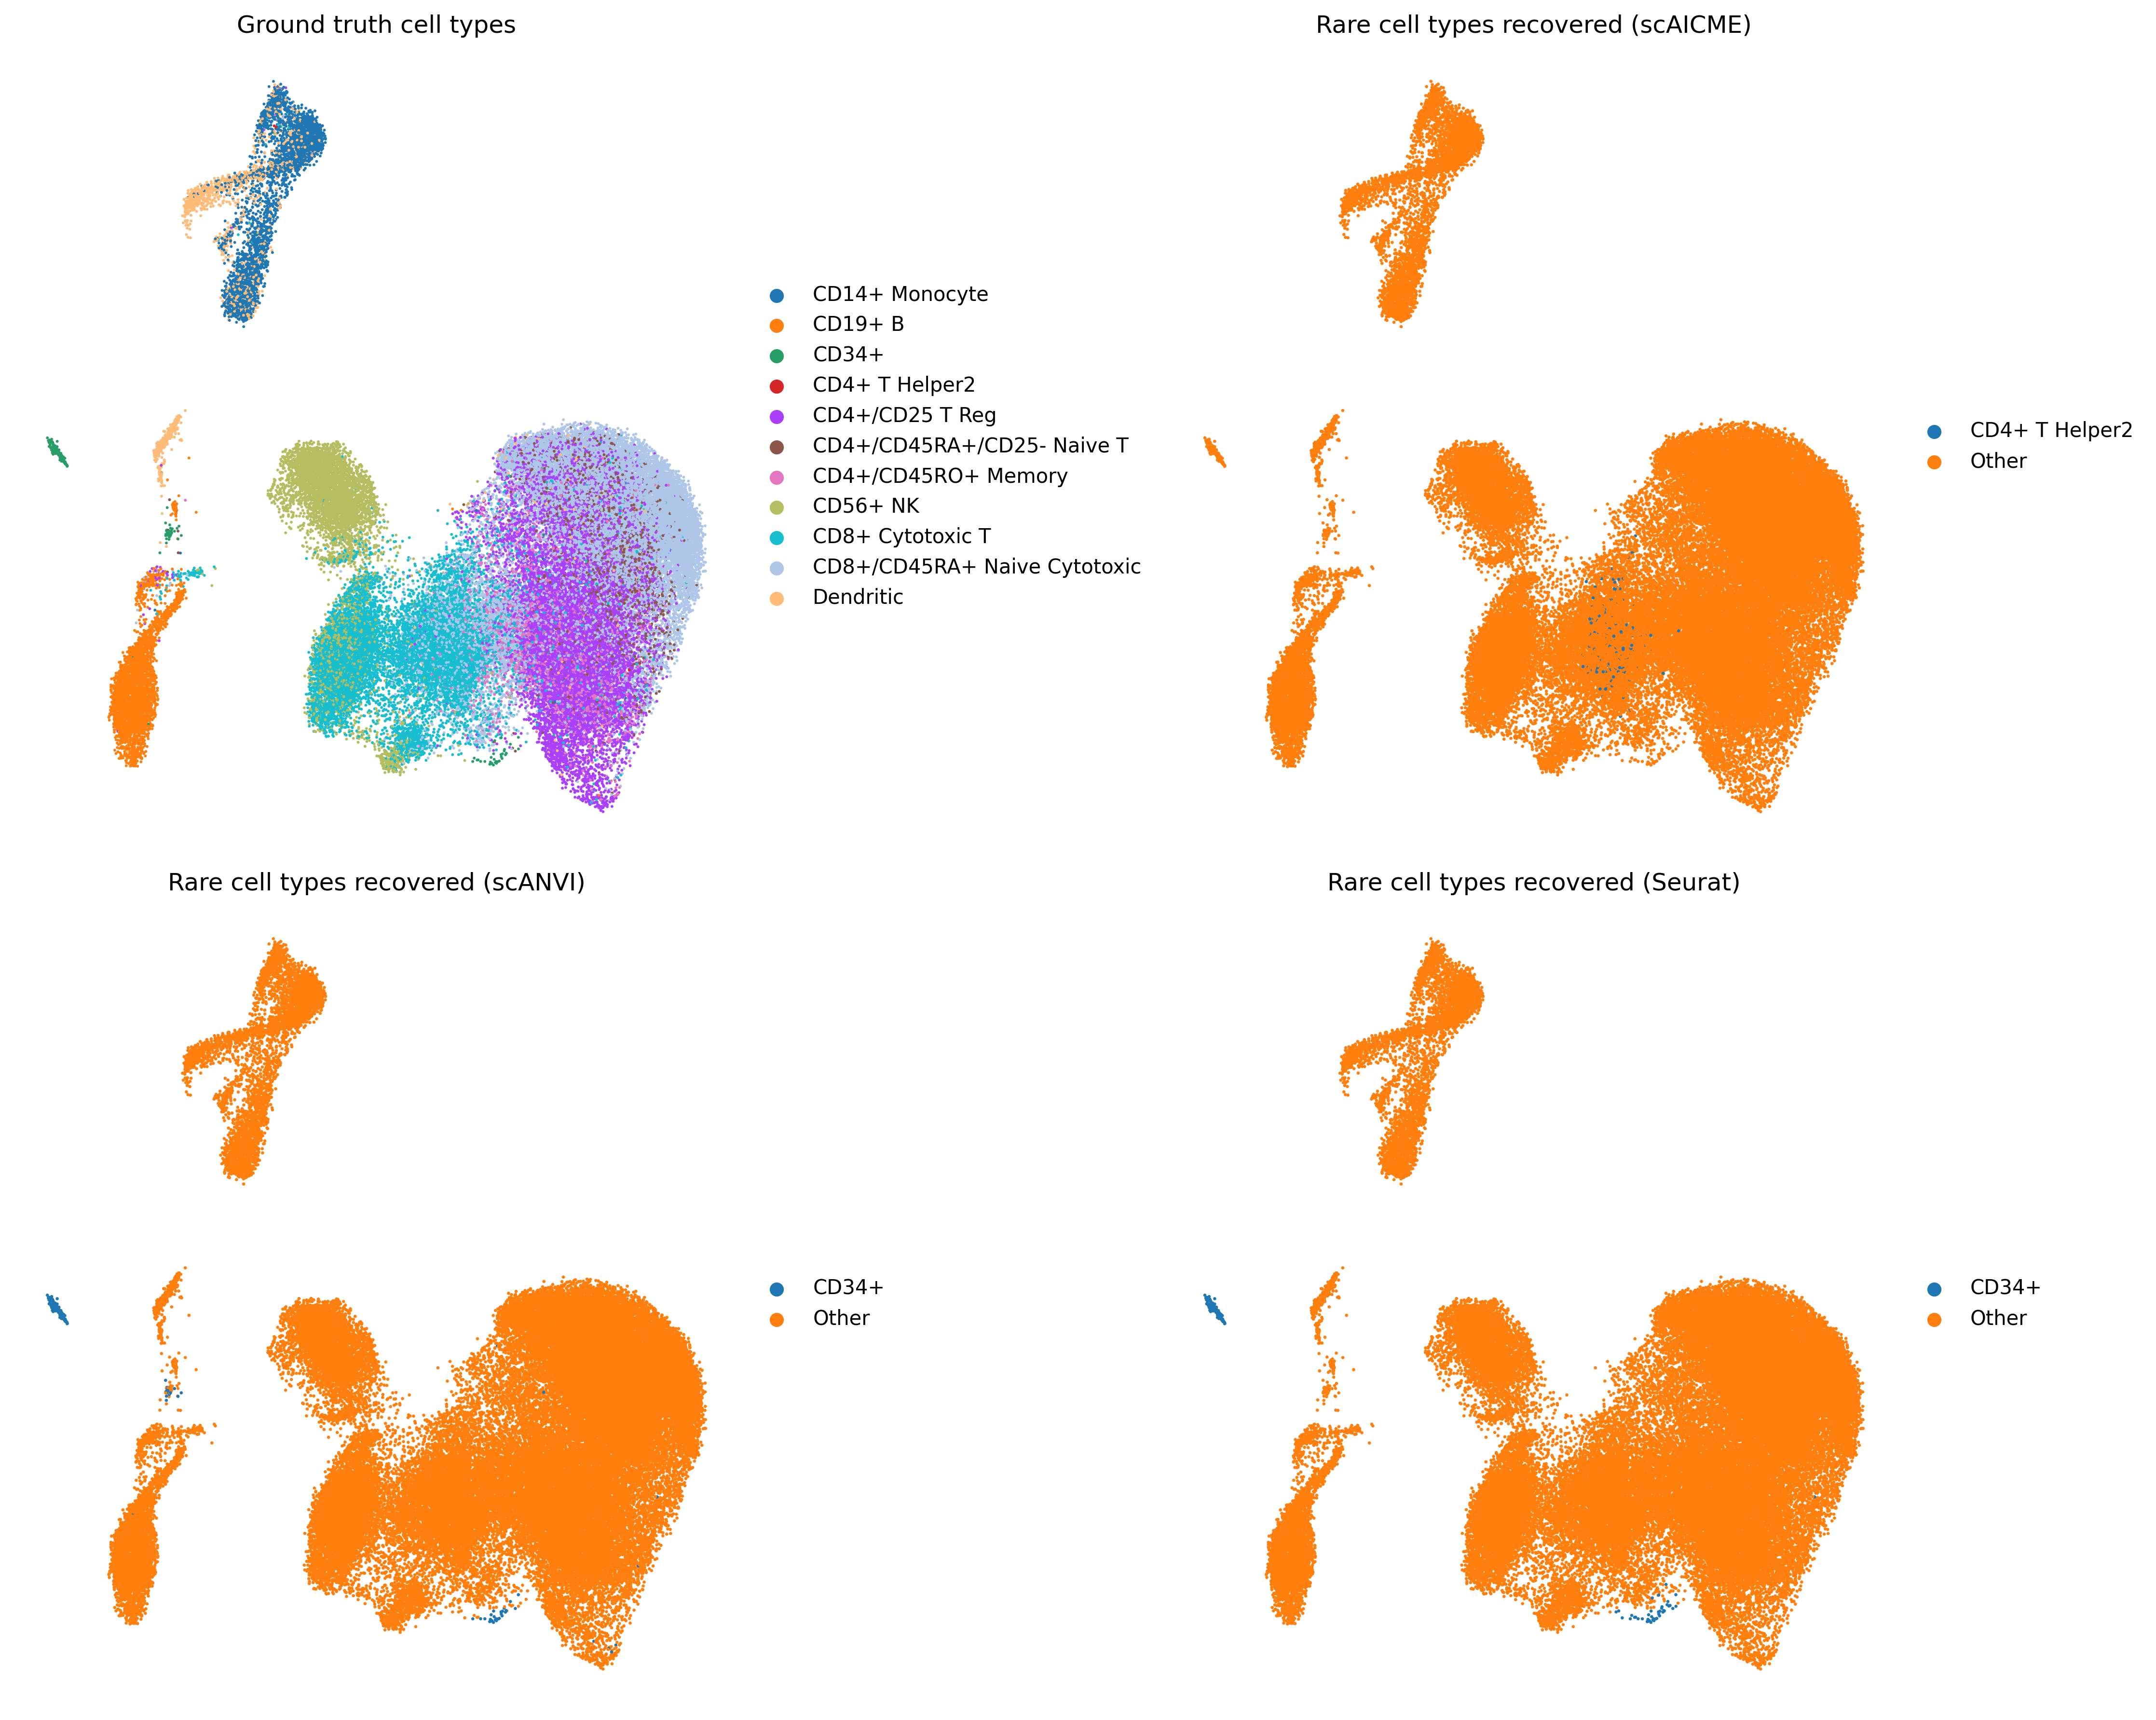 Ground truth cell types
CD14+ Monocyte
CD19+ B
CD34+
CD4+ T Helper2
CD4+/CD25 T Reg
CD4+/CD45RA+/CD25- Naive T
CD4+/CD45RO+ Memory
CD56+ NK
CD8+ Cytotoxic T
CD8+/CD45RA+ Naive Cytotoxic
Dendritic
Rare cell types recovered (scAICME)
CD4+ T Helper2
Other
Rare cell types recovered (scANVI)
CD34+
Other
Rare cell types recovered (Seurat)
CD34+
Other